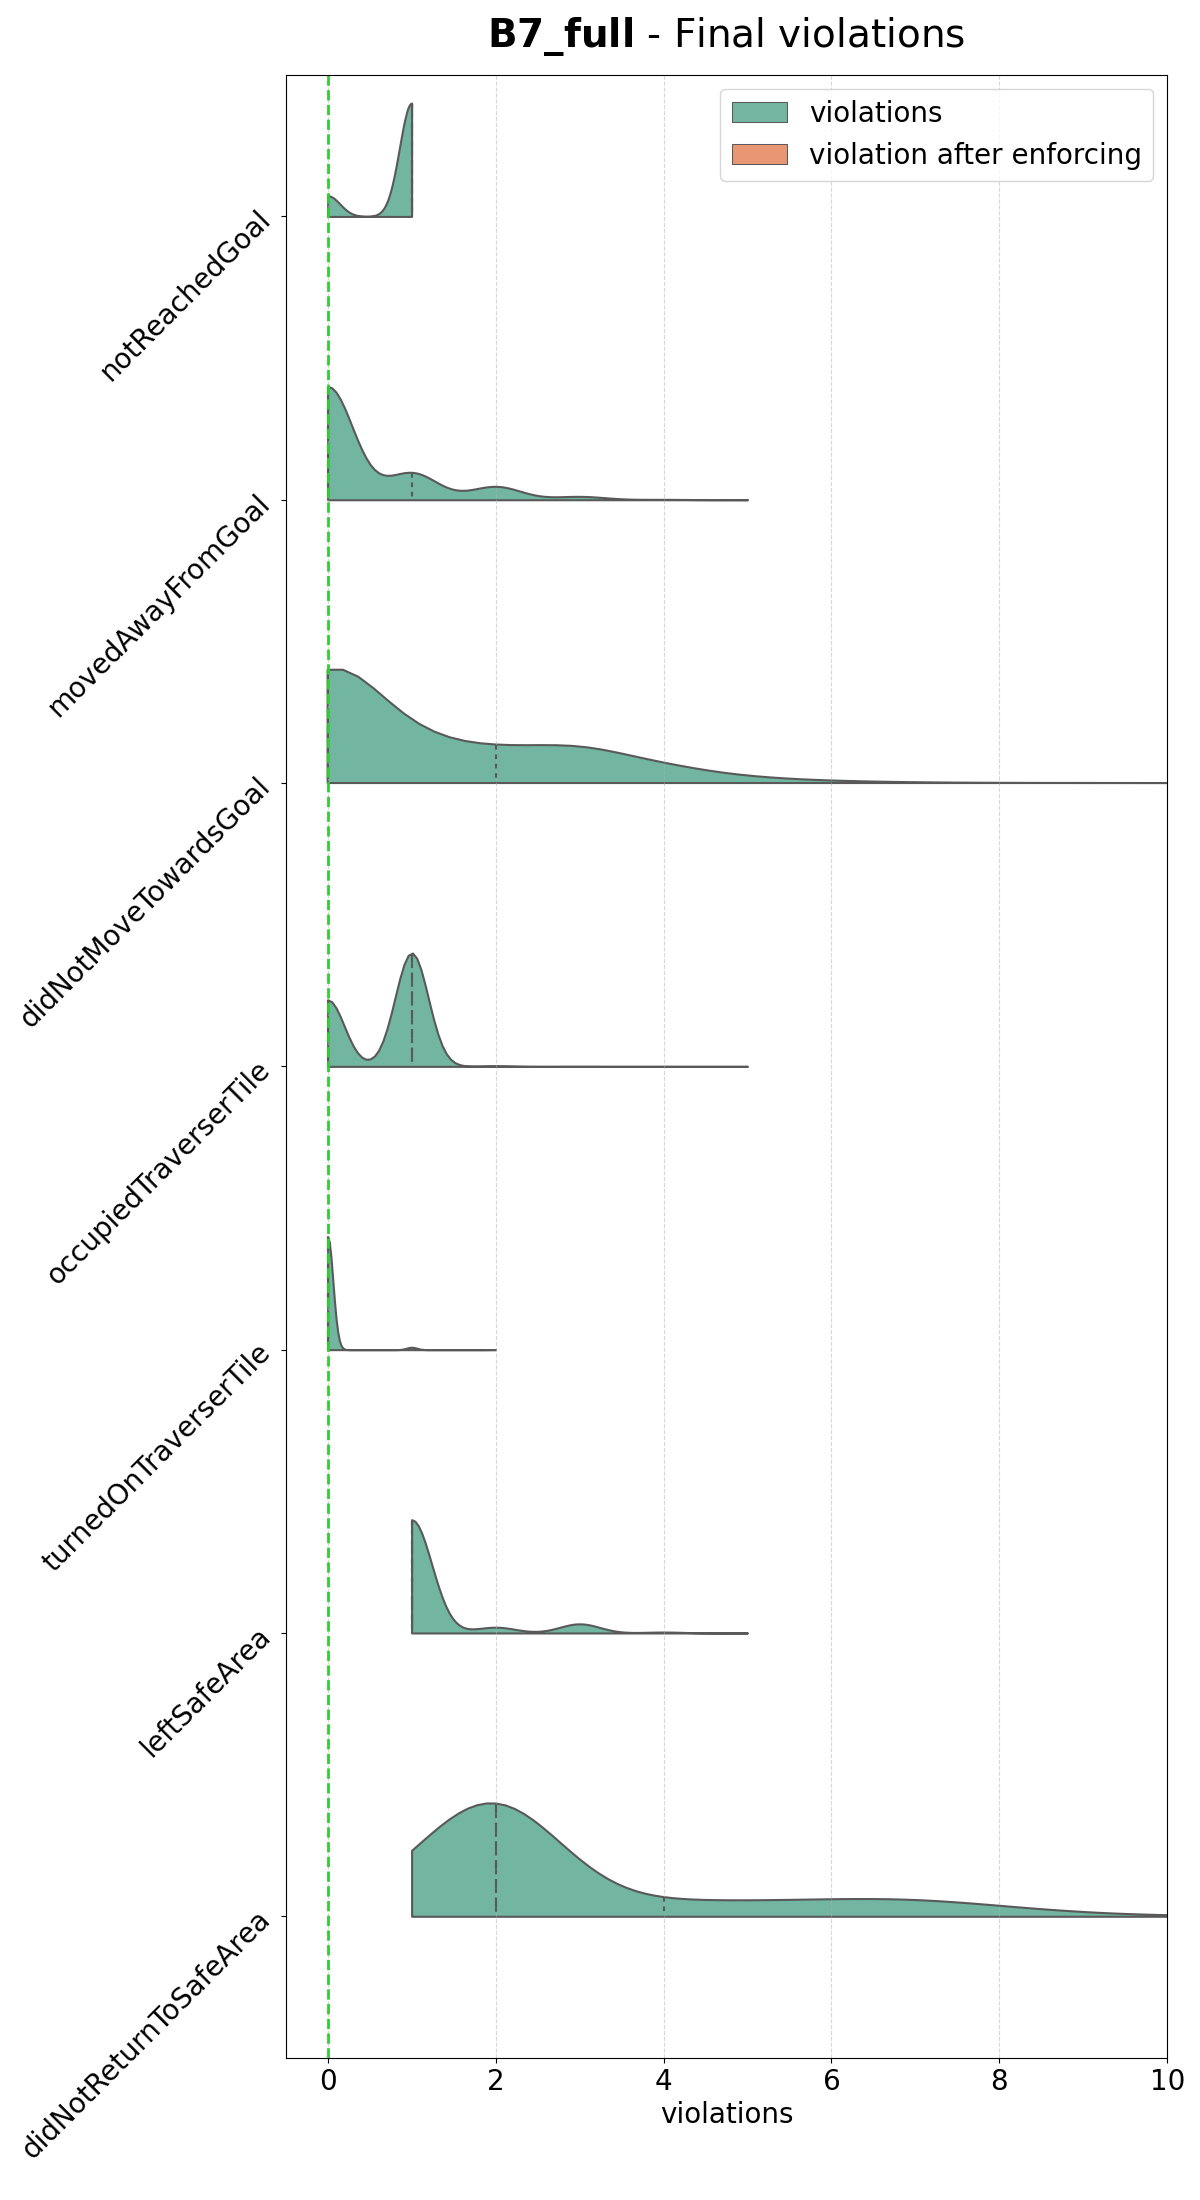 B7_full - Final violations
violations
violation after enforcing
notReachedGoal
movedAwayFromGoal
didNotMoveTowardsGoal
occupiedTraverserTile
turnedOnTraverserTile
leftSafeArea
didNotReturnToSafeArea
0 2 4 6 8 10
violations